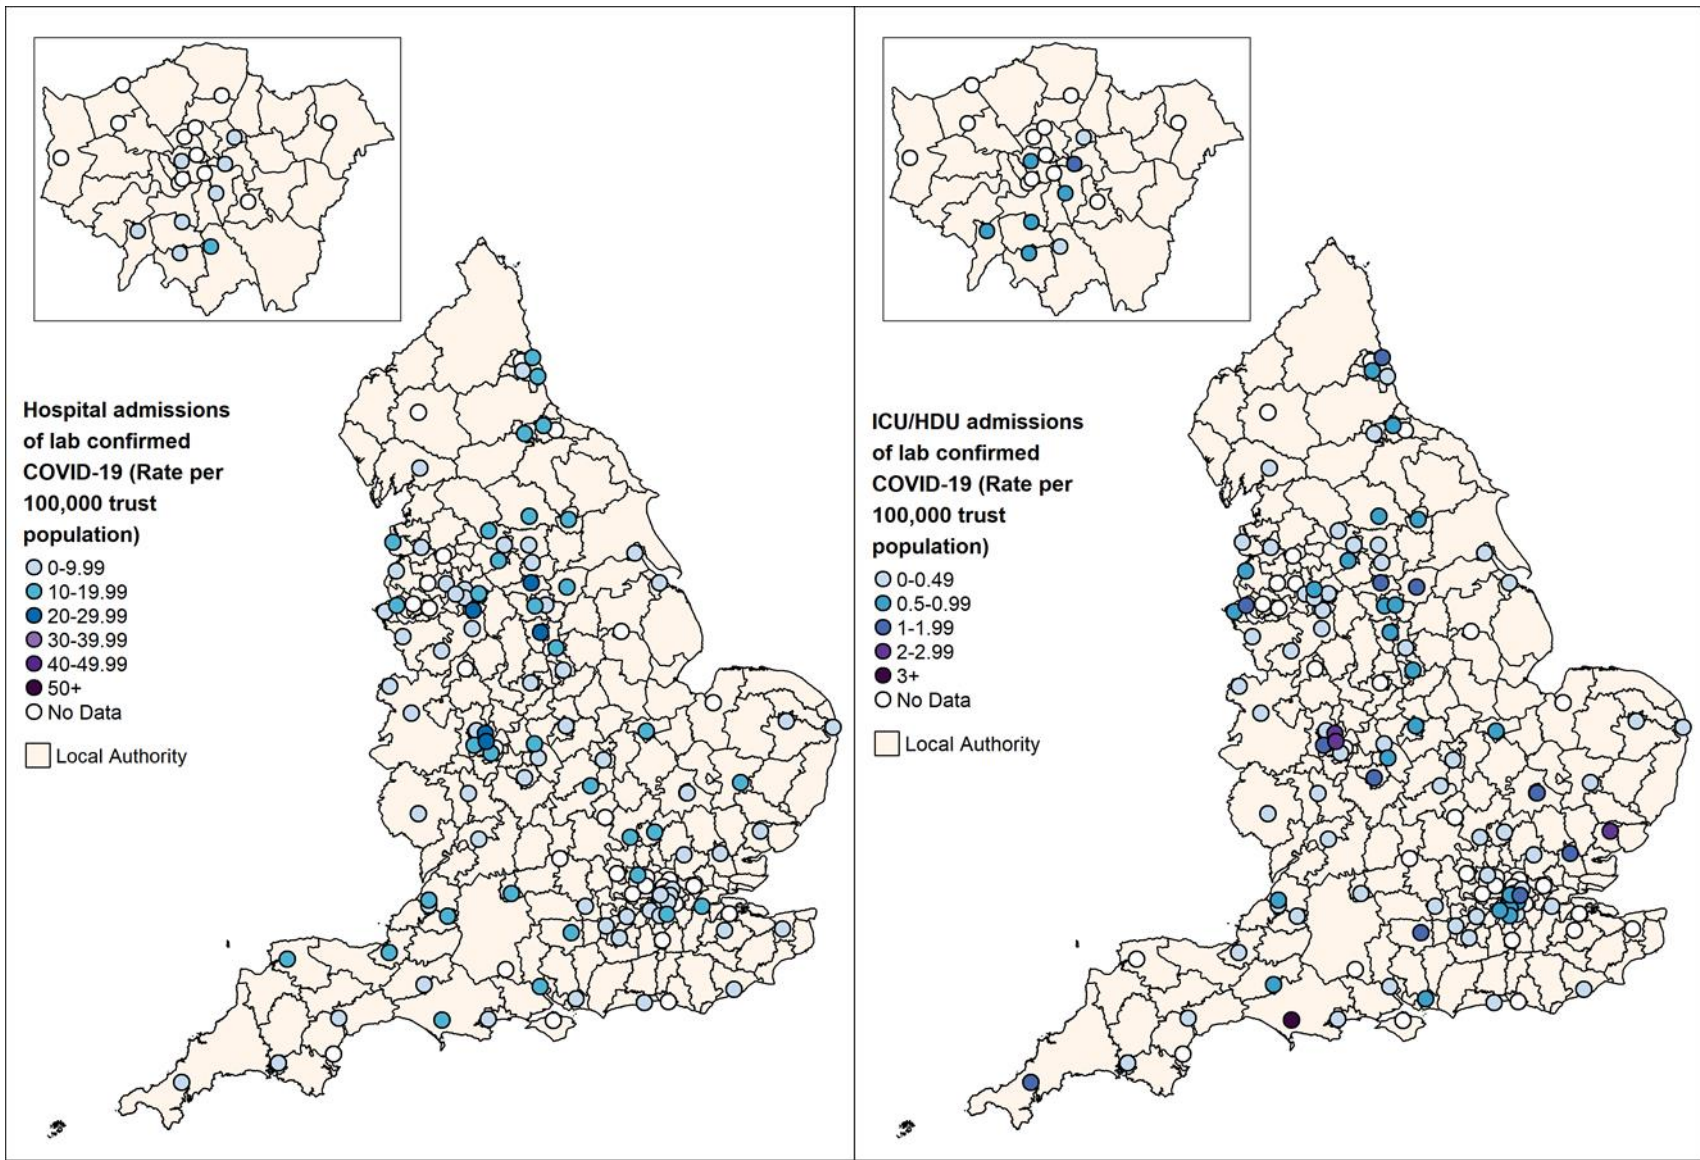 Hospital admissions
of lab confirmed
COVID-19 (Rate per
100,000 trust
population)
0-9.99
10-19.99
20-29.99
30-39.99
40-49.99
50+
No Data
Local Authority
ICU/HDU admissions
of lab confirmed
COVID-19 (Rate per
100,000 trust
population)
0-0.49
0.5-0.99
1-1.99
2-2.99
3+
No Data
Local Authority